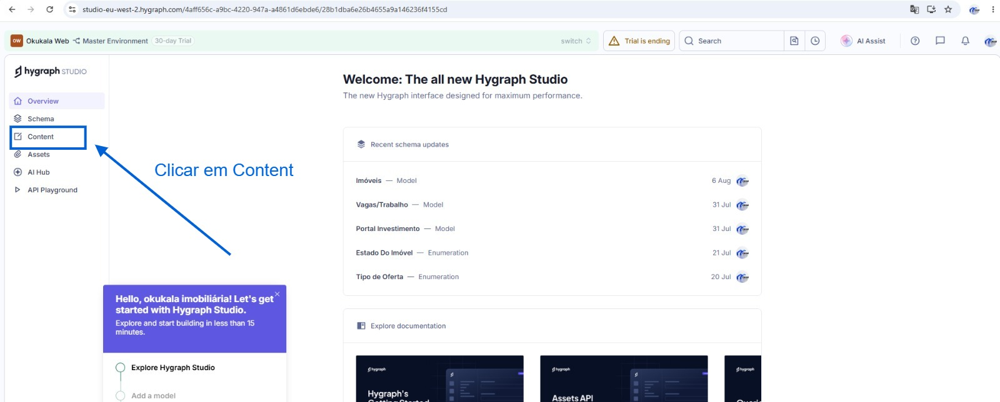 studio-eu-west-2.hygraph.com/4aff656c-a9bc-4220-947a-a4861d6ebde6/28b1dba6e26b4655a9a146236f4155cd
OW Okukala Web Master Environment 30-day Trial switch Trial is ending Search AI Assist
hygraph STUDIO
Overview
Schema
Content
Assets
AI Hub
API Playground
Clicar em Content
Welcome: The all new Hygraph Studio
The new Hygraph interface designed for maximum performance.
Recent schema updates
Imóveis — Model 6 Aug
Vagas/Trabalho — Model 31 Jul
Portal Investimento — Model 31 Jul
Estado Do Imóvel — Enumeration 21 Jul
Tipo de Oferta — Enumeration 20 Jul
Hello, okukala imobiliária! Let's get
started with Hygraph Studio.
Explore and start building in less than 15
minutes.
Explore Hygraph Studio
Add a model
Explore documentation
hygraph
Hygraph's
Getting Started
hygraph
Assets API
hygraph